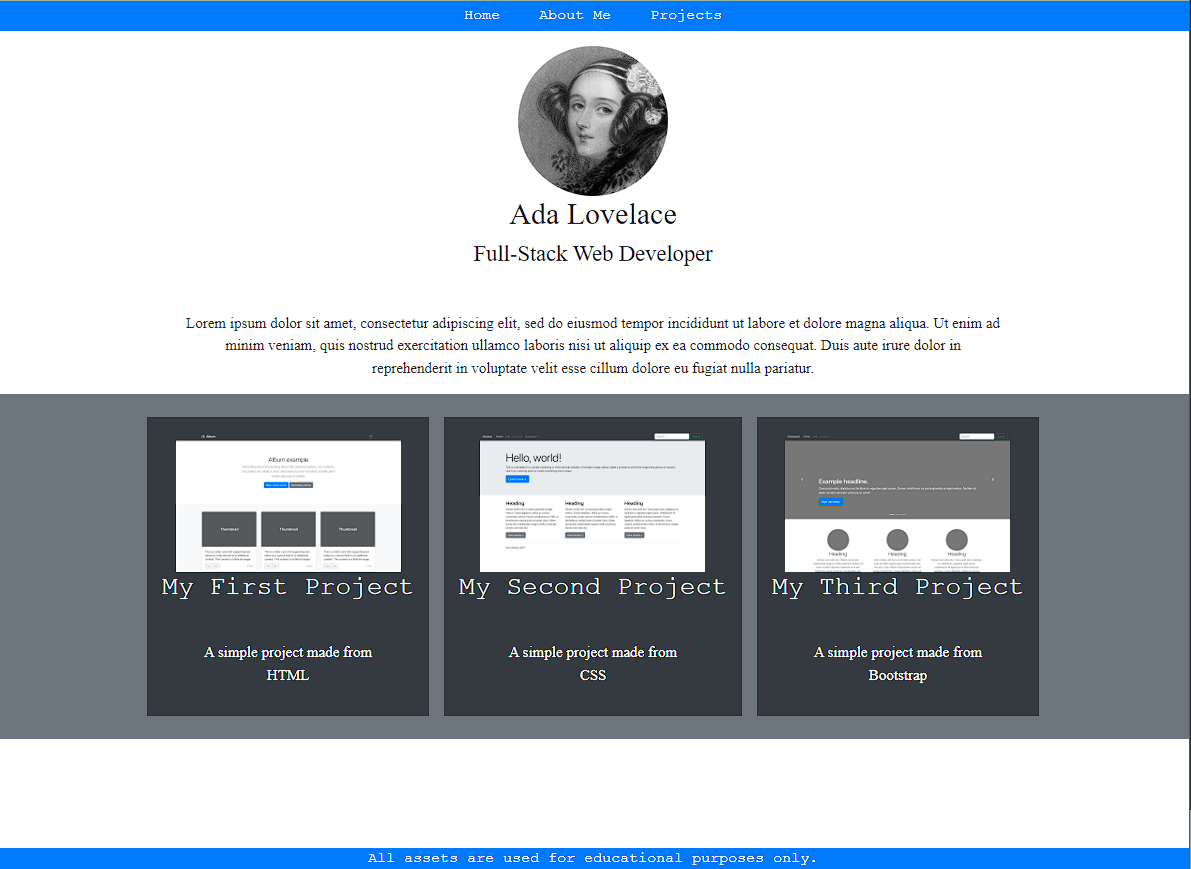 Home About Me Projects
Ada Lovelace
Full-Stack Web Developer
Lorem ipsum dolor sit amet, consectetur adipiscing elit, sed do eiusmod tempor incididunt ut labore et dolore magna aliqua. Ut enim ad
minim veniam, quis nostrud exercitation ullamco laboris nisi ut aliquip ex ea commodo consequat. Duis aute irure dolor in
reprehenderit in voluptate velit esse cillum dolore eu fugiat nulla pariatur.
Album
Album example
Thumbnail Thumbnail Thumbnail
My First Project
A simple project made from
HTML
Hello, world!
Heading Heading Heading
My Second Project
A simple project made from
CSS
Example headline.
Heading Heading Heading
My Third Project
A simple project made from
Bootstrap
All assets are used for educational purposes only.